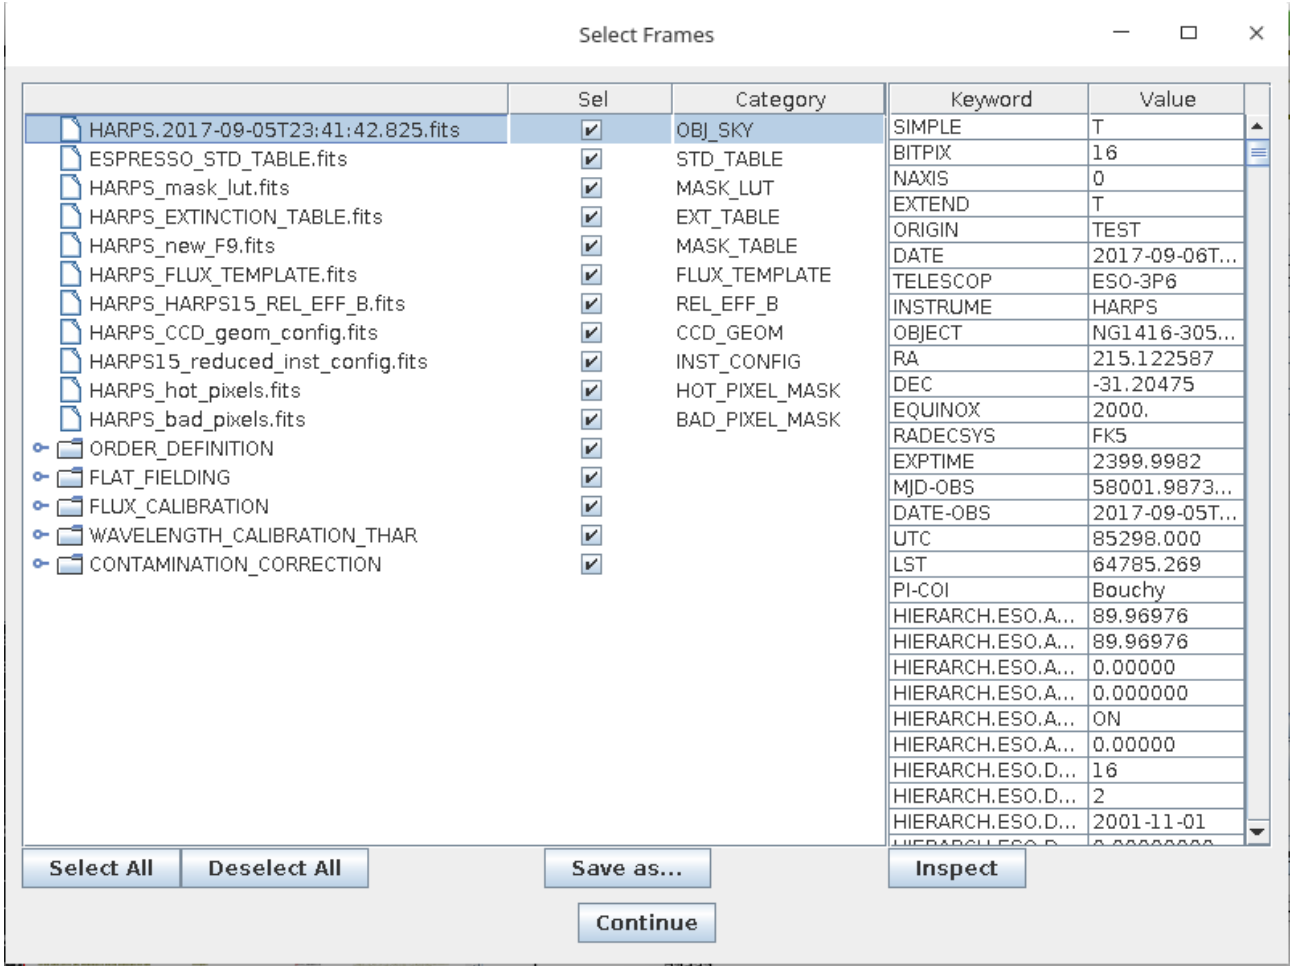 Select Frames
Sel Category Keyword Value
HARPS.2017-09-05T23:41:42.825.fits OBJ_SKY
ESPRESSO_STD_TABLE.fits STD_TABLE
HARPS_mask_lut.fits MASK_LUT
HARPS_EXTINCTION_TABLE.fits EXT_TABLE
HARPS_new_F9.fits MASK_TABLE
HARPS_FLUX_TEMPLATE.fits FLUX_TEMPLATE
HARPS_HARPS15_REL_EFF_B.fits REL_EFF_B
HARPS_CCD_geom_config.fits CCD_GEOM
HARPS15_reduced_inst_config.fits INST_CONFIG
HARPS_hot_pixels.fits HOT_PIXEL_MASK
HARPS_bad_pixels.fits BAD_PIXEL_MASK
ORDER_DEFINITION
FLAT_FIELDING
FLUX_CALIBRATION
WAVELENGTH_CALIBRATION_THAR
CONTAMINATION_CORRECTION
SIMPLE T
BITPIX 16
NAXIS 0
EXTEND T
ORIGIN TEST
DATE 2017-09-06T...
TELESCOP ESO-3P6
INSTRUME HARPS
OBJECT NG1416-305...
RA 215.122587
DEC -31.20475
EQUINOX 2000.
RADECSYS FK5
EXPTIME 2399.9982
MJD-OBS 58001.9873...
DATE-OBS 2017-09-05T...
UTC 85298.000
LST 64785.269
PI-COI Bouchy
HIERARCH.ESO.A... 89.96976
HIERARCH.ESO.A... 89.96976
HIERARCH.ESO.A... 0.00000
HIERARCH.ESO.A... 0.000000
HIERARCH.ESO.A... ON
HIERARCH.ESO.A... 0.00000
HIERARCH.ESO.D... 16
HIERARCH.ESO.D... 2
HIERARCH.ESO.D... 2001-11-01
Select All Deselect All Save as... Inspect
Continue